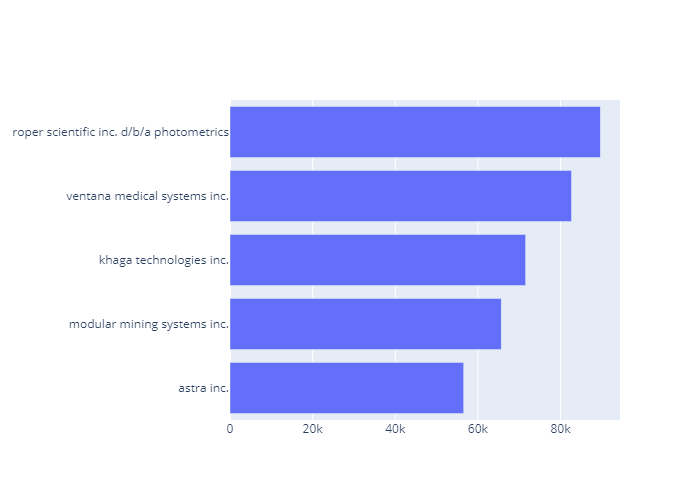 roper scientific inc. d/b/a photometrics
ventana medical systems inc.
khaga technologies inc.
modular mining systems inc.
astra inc.
0 20k 40k 60k 80k